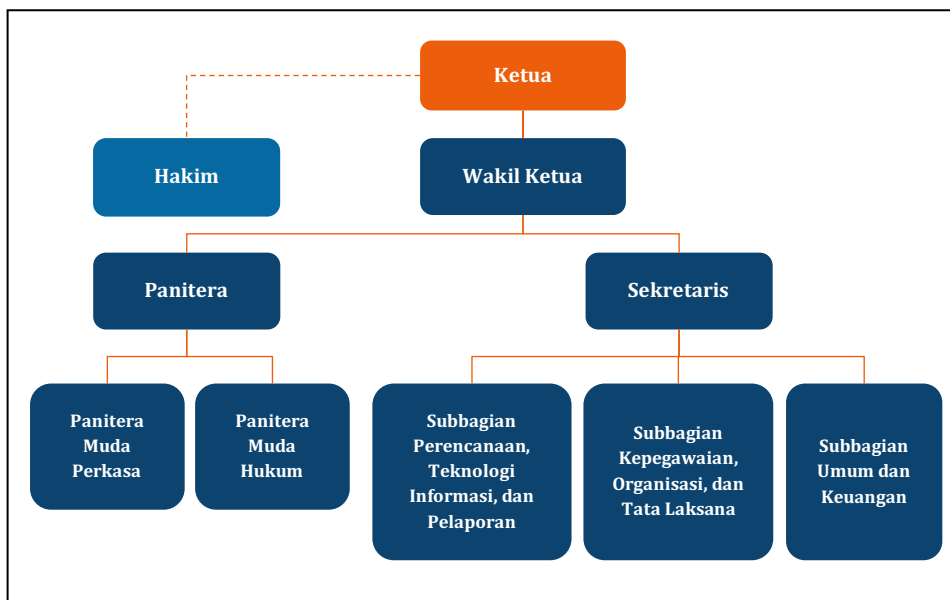 Ketua
Hakim
Wakil Ketua
Panitera
Sekretaris
Panitera
Muda
Perkasa
Panitera
Muda
Hukum
Subbagian
Perencanaan,
Teknologi
Informasi, dan
Pelaporan
Subbagian
Kepegawaian,
Organisasi, dan
Tata Laksana
Subbagian
Umum dan
Keuangan